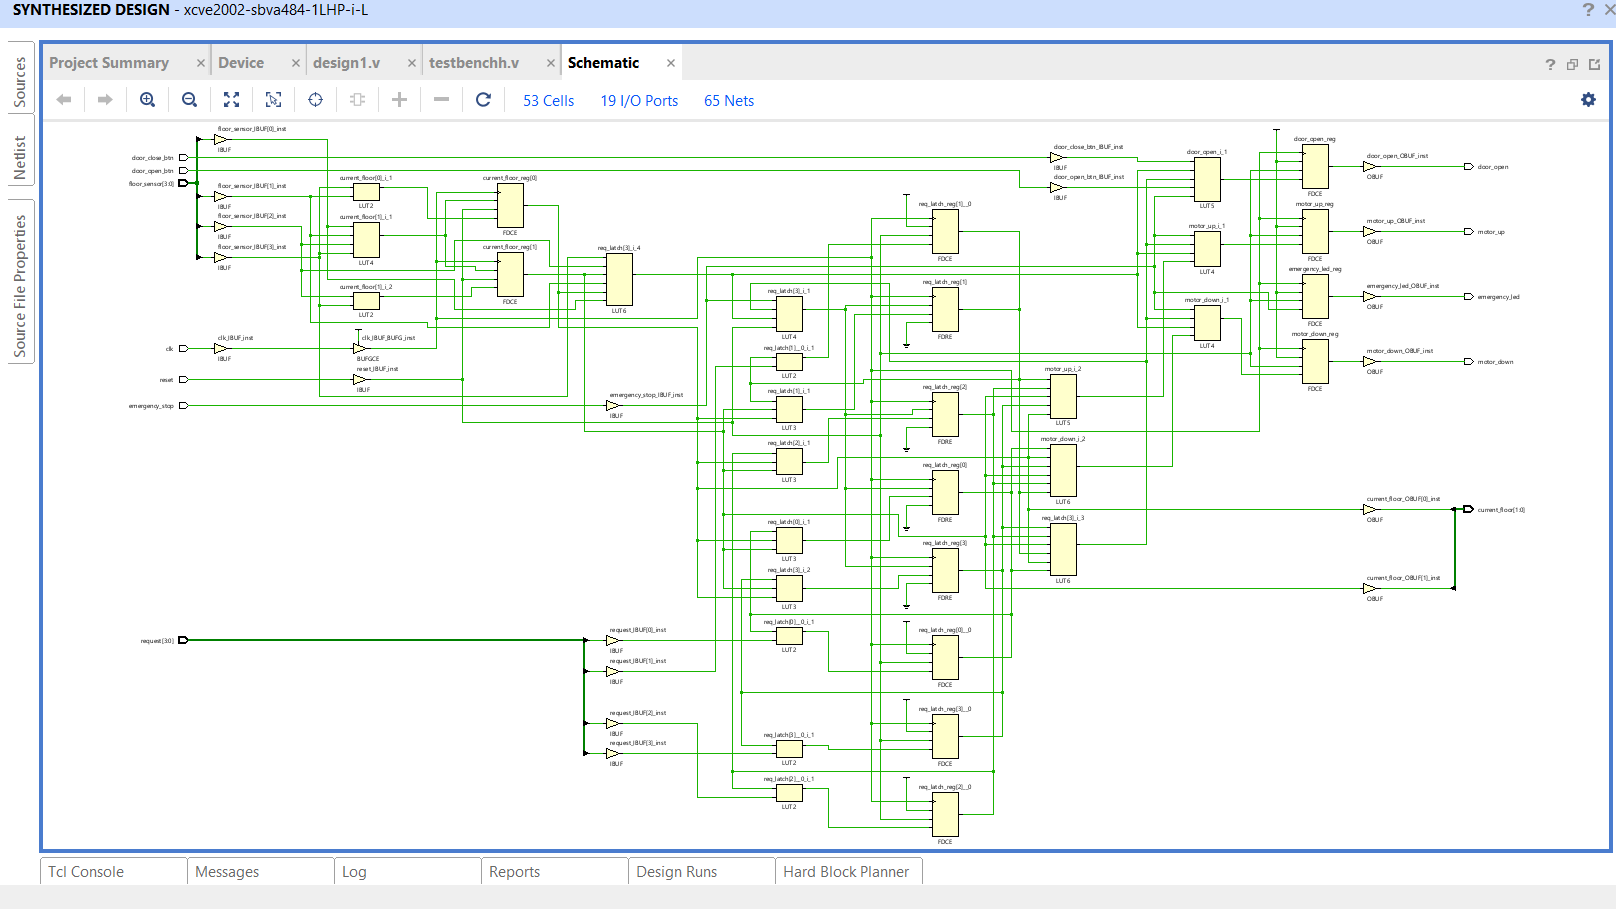 SYNTHESIZED DESIGN - xcve2002-sbva484-1LHP-i-L
Sources
Netlist
Source File Properties
Project Summary
Device
design1.v
testbenchh.v
Schematic
53 Cells
19 I/O Ports
65 Nets
floor_sensor_IBUF[0]_inst
IBUF
door_close_btn
door_open_btn
floor_sensor[3:0]
floor_sensor_IBUF[1]_inst
IBUF
floor_sensor_IBUF[2]_inst
IBUF
floor_sensor_IBUF[3]_inst
IBUF
current_floor[0]_i_1
LUT2
current_floor[1]_i_1
LUT4
current_floor[1]_i_2
LUT2
current_floor_reg[0]
FDCE
current_floor_reg[1]
FDCE
req_latch[3]_i_4
LUT6
clk
clk_IBUF_inst
IBUF
clk_IBUF_BUFG_inst
BUFGCE
reset
reset_IBUF_inst
IBUF
emergency_stop
emergency_stop_IBUF_inst
IBUF
request[3:0]
request_IBUF[0]_inst
IBUF
request_IBUF[1]_inst
IBUF
request_IBUF[2]_inst
IBUF
request_IBUF[3]_inst
IBUF
req_latch[3]_i_1
LUT4
req_latch[1]__0_i_1
LUT2
req_latch[1]_i_1
LUT3
req_latch[2]_i_1
LUT3
req_latch[0]_i_1
LUT3
req_latch[3]_i_2
LUT3
req_latch[0]__0_i_1
LUT2
req_latch[3]__0_i_1
LUT2
req_latch[2]__0_i_1
LUT2
req_latch_reg[1]__0
FDCE
req_latch_reg[1]
FDRE
req_latch_reg[2]
FDRE
req_latch_reg[0]
FDRE
req_latch_reg[3]
FDRE
req_latch_reg[0]__0
FDCE
req_latch_reg[3]__0
FDCE
req_latch_reg[2]__0
FDCE
door_close_btn_IBUF_inst
IBUF
door_open_btn_IBUF_inst
IBUF
motor_up_i_2
LUT5
motor_down_i_2
LUT6
req_latch[3]_i_3
LUT6
door_open_i_1
LUT5
motor_up_i_1
LUT4
motor_down_i_1
LUT4
door_open_reg
FDCE
motor_up_reg
FDCE
emergency_led_reg
FDCE
motor_down_reg
FDCE
door_open_OBUF_inst
OBUF
door_open
motor_up_OBUF_inst
OBUF
motor_up
emergency_led_OBUF_inst
OBUF
emergency_led
motor_down_OBUF_inst
OBUF
motor_down
current_floor_OBUF[0]_inst
OBUF
current_floor[1:0]
current_floor_OBUF[1]_inst
OBUF
Tcl Console
Messages
Log
Reports
Design Runs
Hard Block Planner